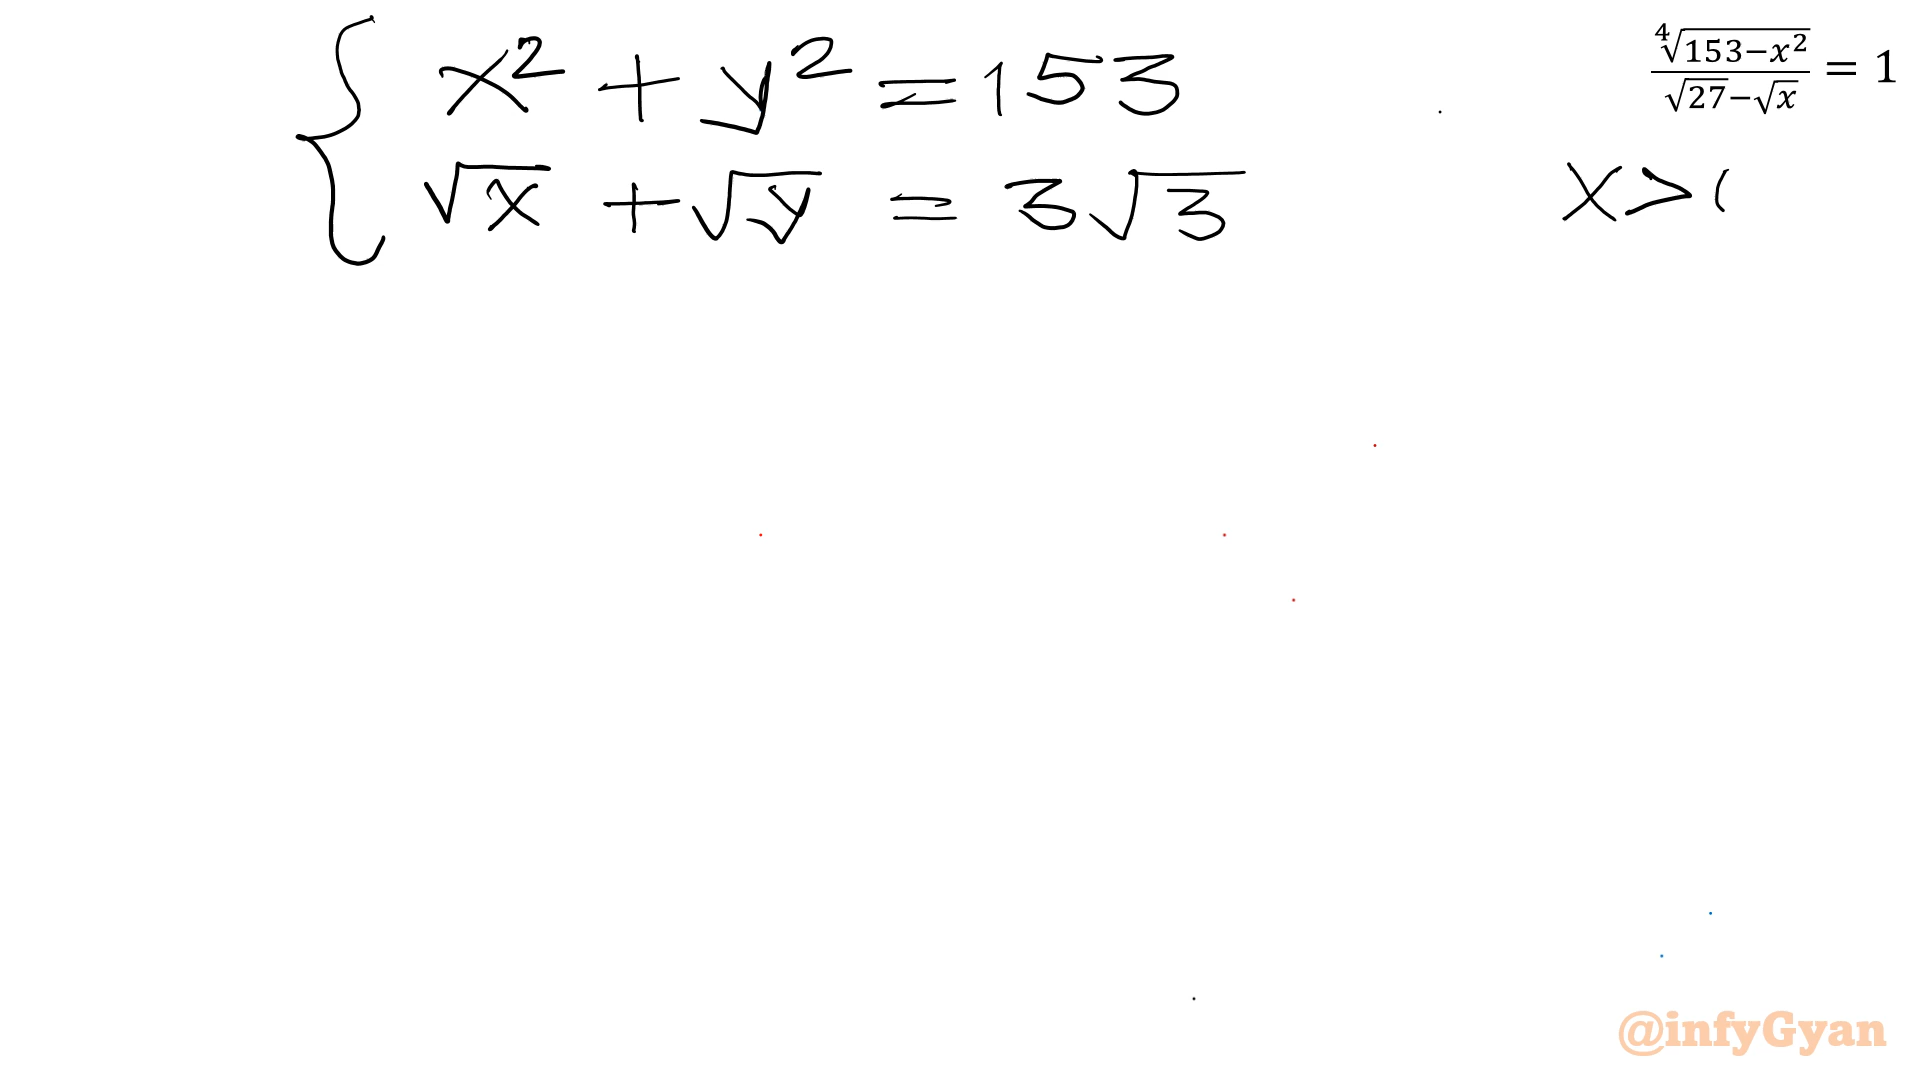 x² + y² = 153
√x + √y = 3√3
⁴√(153−x²) / (√27−√x) = 1
x > (
@infyGyan